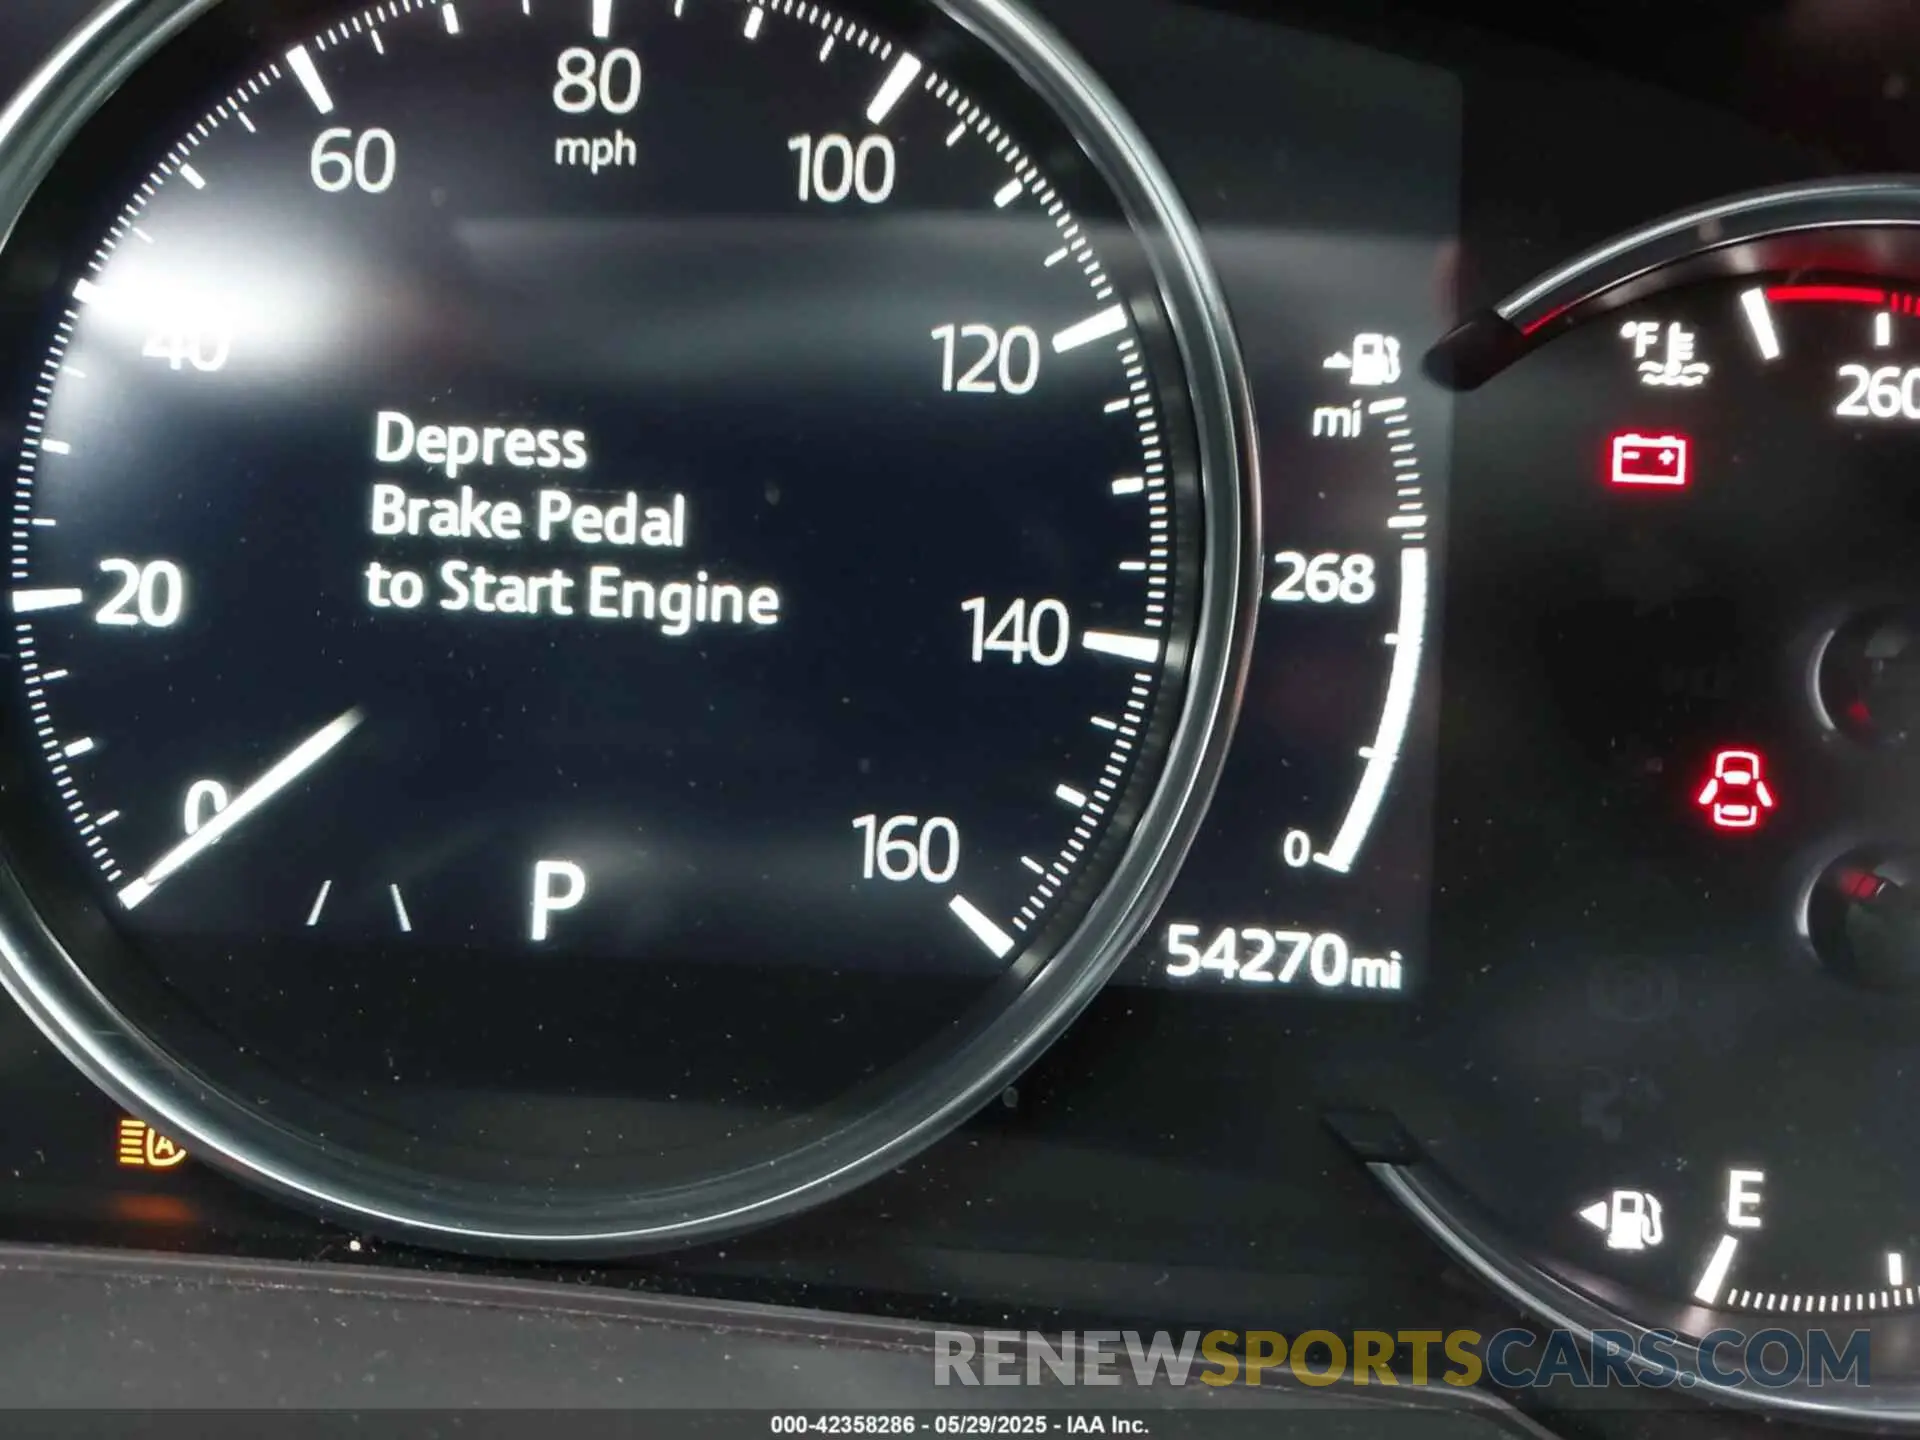 80
mph
60
100
40
120
°F
260
mi
Depress
Brake Pedal
to Start Engine
268
20
140
0
160
0
P
54270mi
A
E
RENEWSPORTSCARS.COM
000-42358286 - 05/29/2025 - IAA Inc.